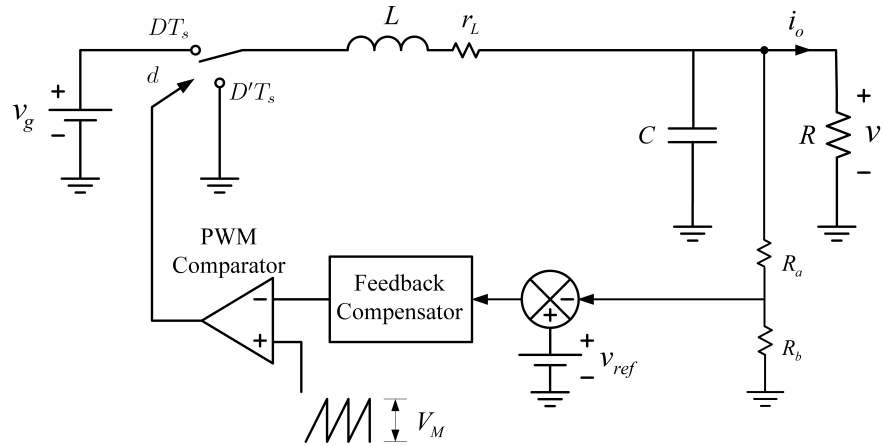 DT_s
L
r_L
i_o
d
D'T_s
+
v_g
−
C
R
+
v
−
PWM
Comparator
Feedback
Compensator
−
+
−
+
R_a
R_b
+
v_ref
−
V_M